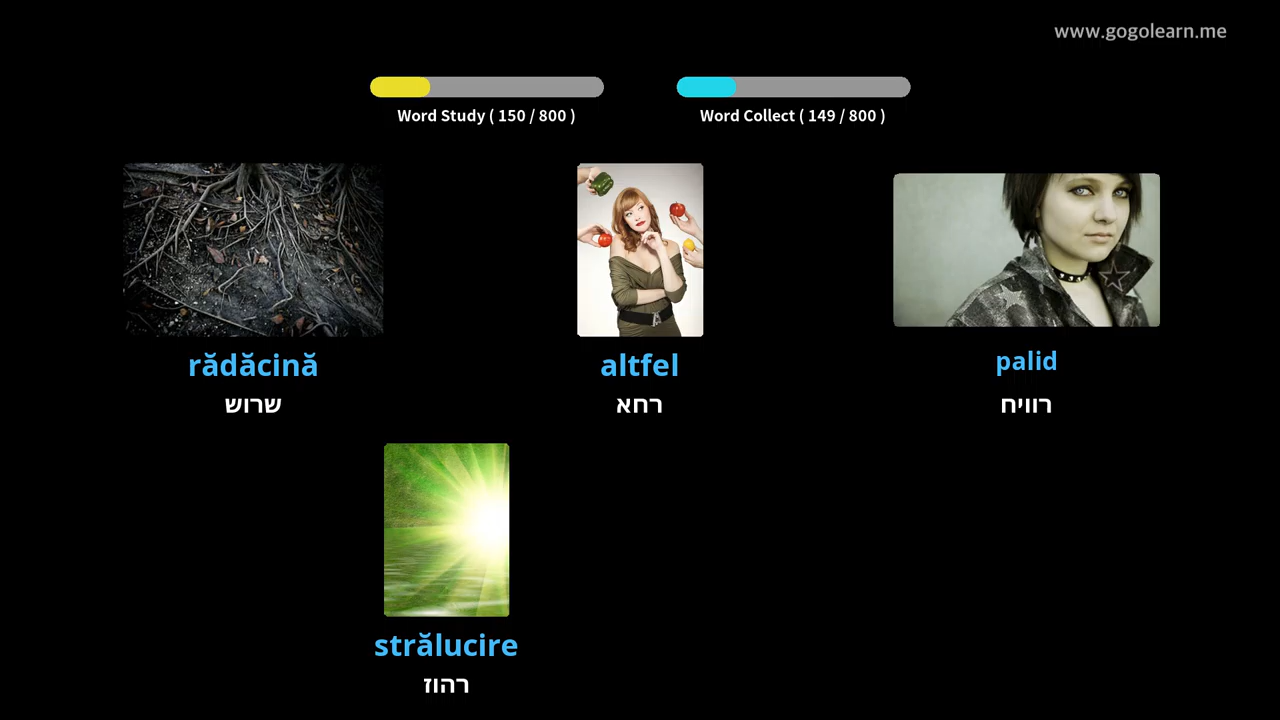 www.gogolearn.me
Word Study ( 150 / 800 )
Word Collect ( 149 / 800 )
rădăcină
altfel
palid
שרוש
רחא
רוויח
strălucire
רהוז